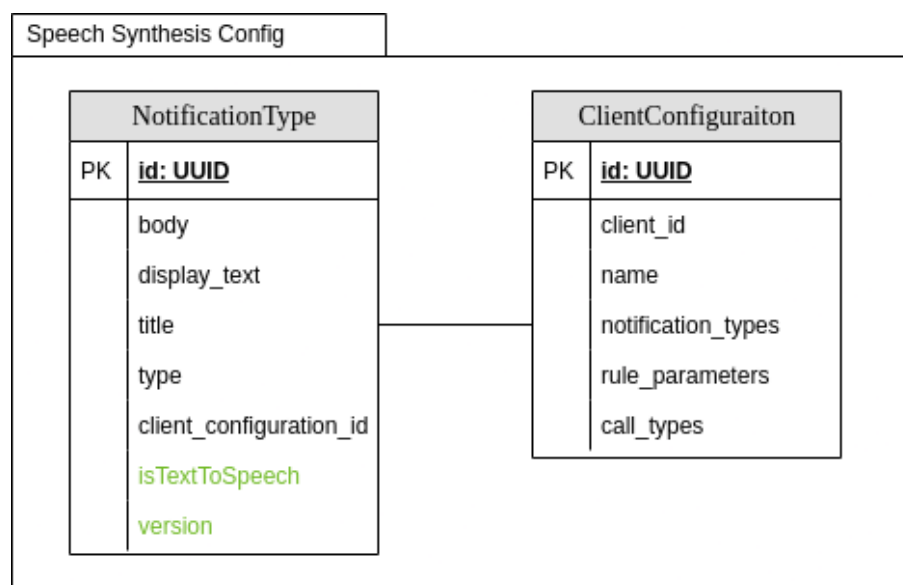 Speech Synthesis Config
NotificationType
PK id: UUID
body
display_text
title
type
client_configuration_id
isTextToSpeech
version
ClientConfiguraiton
PK id: UUID
client_id
name
notification_types
rule_parameters
call_types